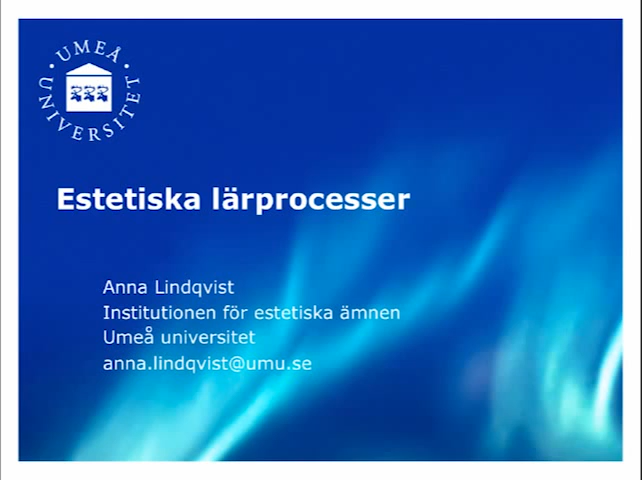 • UMEÅ •
UNIVERSITET
Estetiska lärprocesser
Anna Lindqvist
Institutionen för estetiska ämnen
Umeå universitet
anna.lindqvist@umu.se